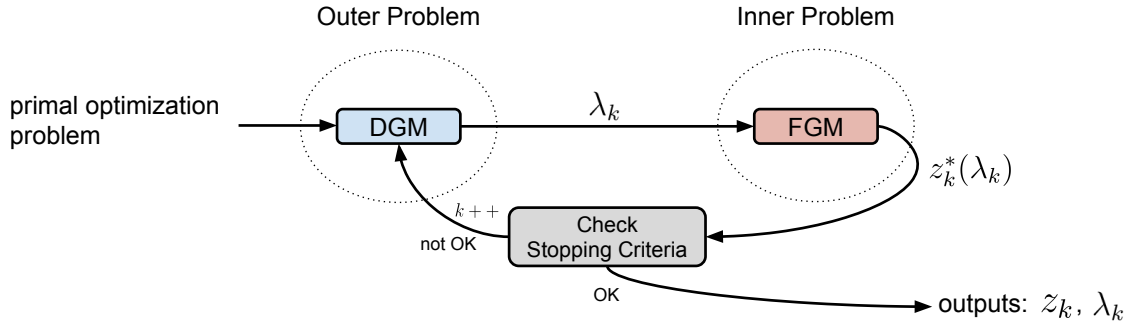 Outer Problem
Inner Problem
primal optimization
problem
DGM
λ_k
FGM
z_k^*(λ_k)
k + +
not OK
Check
Stopping Criteria
OK
outputs: z_k, λ_k